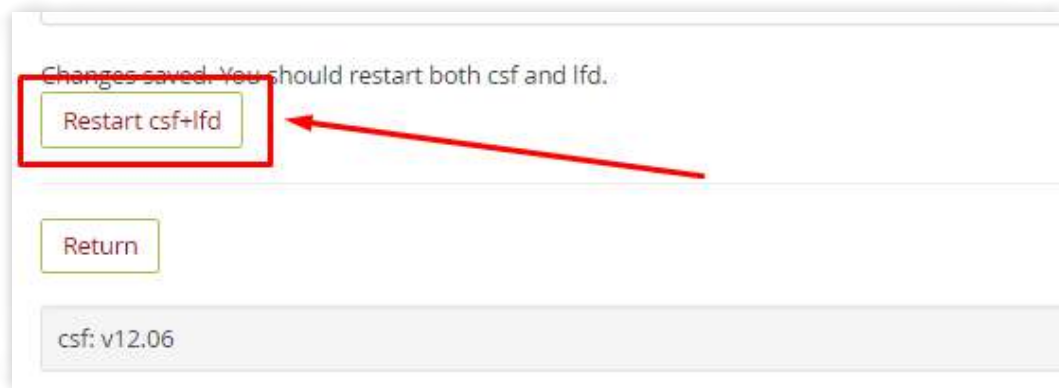 Changes saved. You should restart both csf and lfd.
Restart csf+lfd
Return
csf: v12.06